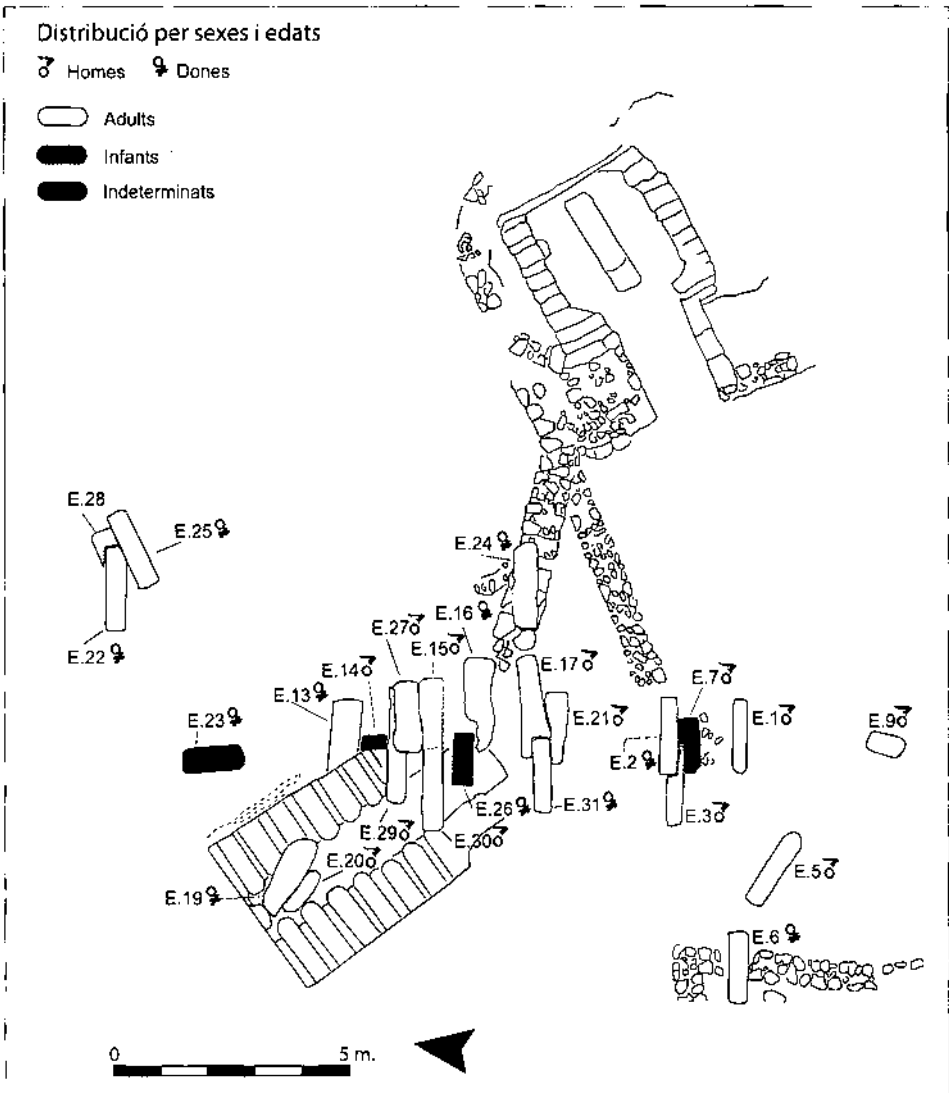 Distribució per sexes i edats
♂ Homes ♀ Dones
Adults
Infants
Indeterminats
E.28
E.25♀
E.22♀
E.24♀
E.16♀
E.27♂
E.15♂
E.14♂
E.17♂
E.13♀
E.7♂
E.23♀
E.21♂
E.1♂
E.9♂
E.2♀
E.26♀
E.31♀
E.3♂
E.29♂
E.30♂
E.20♂
E.5♂
E.19♀
E.6♀
0 5 m.